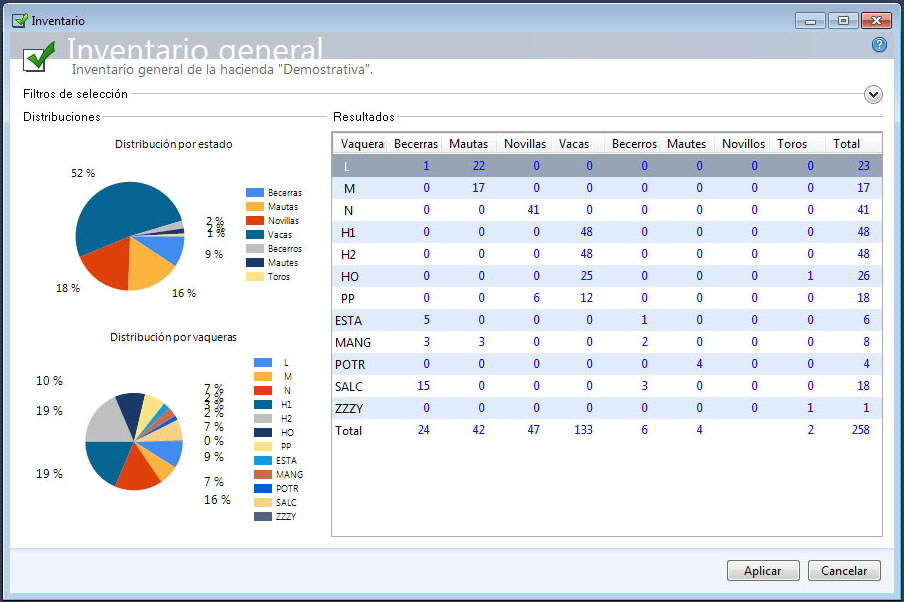 Inventario
Inventario general
Inventario general de la hacienda "Demostrativa".
Filtros de selección
Distribuciones
Distribución por estado
52 %
2 %
2 %
1 %
9 %
18 %
16 %
Becerras
Mautas
Novillas
Vacas
Becerros
Mautes
Toros
Distribución por vaqueras
10 %
19 %
19 %
7 %
2 %
3 %
2 %
7 %
0 %
9 %
7 %
16 %
L
M
N
H1
H2
HO
PP
ESTA
MANG
POTR
SALC
ZZZY
Resultados
Vaquera Becerras Mautas Novillas Vacas Becerros Mautes Novillos Toros Total
L 1 22 0 0 0 0 0 0 23
M 0 17 0 0 0 0 0 0 17
N 0 0 41 0 0 0 0 0 41
H1 0 0 0 48 0 0 0 0 48
H2 0 0 0 48 0 0 0 0 48
HO 0 0 0 25 0 0 0 1 26
PP 0 0 6 12 0 0 0 0 18
ESTA 5 0 0 0 1 0 0 0 6
MANG 3 3 0 0 2 0 0 0 8
POTR 0 0 0 0 0 4 0 0 4
SALC 15 0 0 0 3 0 0 0 18
ZZZY 0 0 0 0 0 0 0 1 1
Total 24 42 47 133 6 4 2 258
Aplicar Cancelar